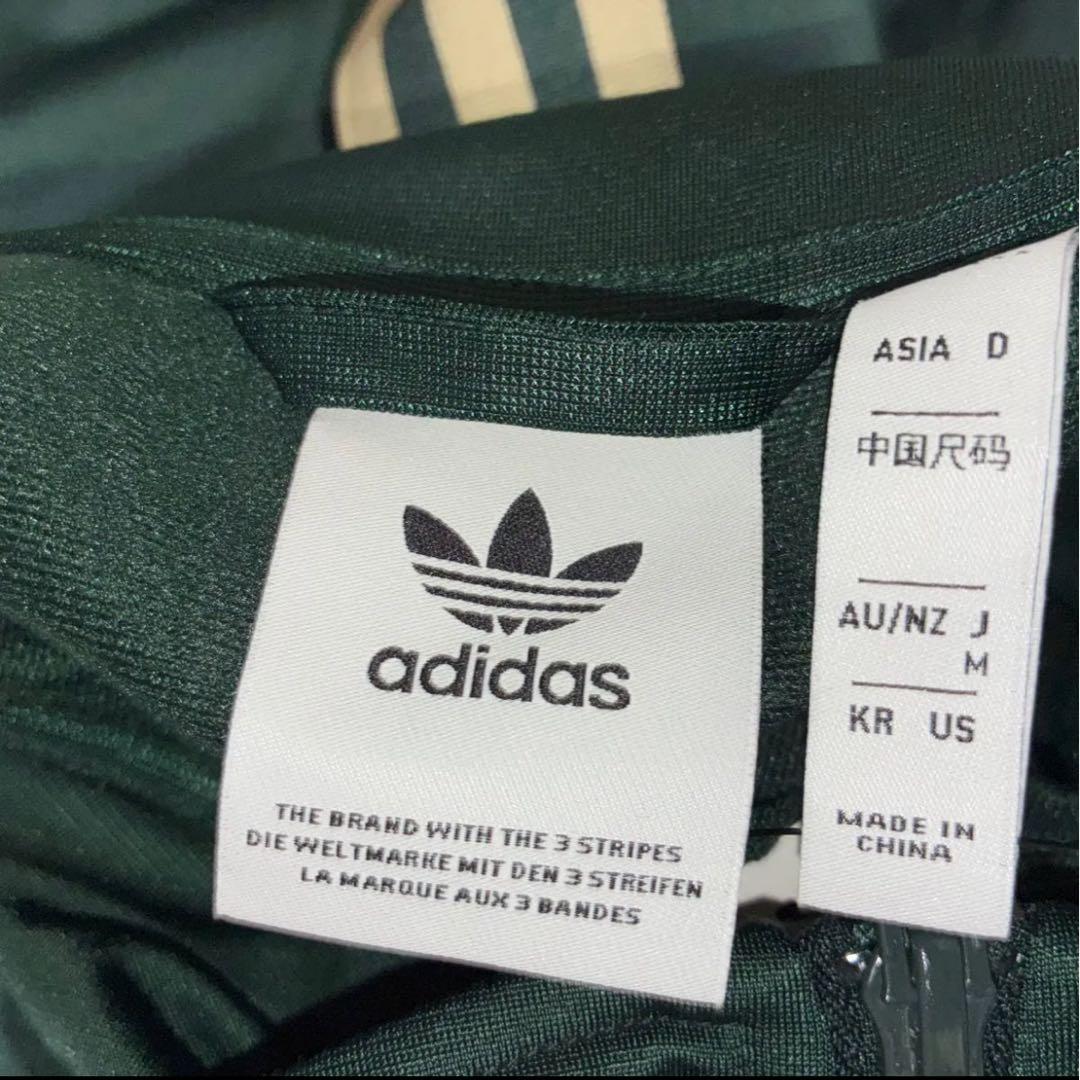 adidas
THE BRAND WITH THE 3 STRIPES
DIE WELTMARKE MIT DEN 3 STREIFEN
LA MARQUE AUX 3 BANDES
ASIA D
中国尺码
AU/NZ J
M
KR US
MADE IN
CHINA